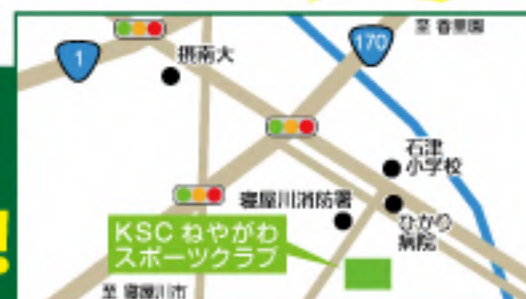 至 香里園
1
170
摂南大
石津
小学校
寝屋川消防署
ひかり
病院
KSC ねやがわ
スポーツクラブ
至 寝屋川市
!